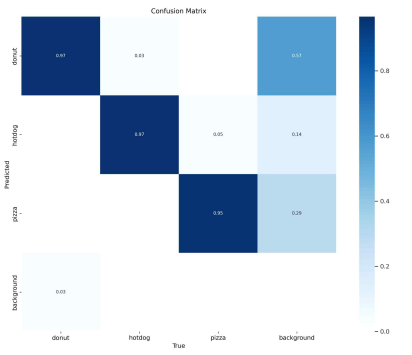 Confusion Matrix
donut
0.97
0.03
0.57
hotdog
0.97
0.05
0.14
0.8
0.6
0.4
0.2
0.0
Predicted
pizza
0.95
0.29
background
0.03
donut
hotdog
pizza
background
True